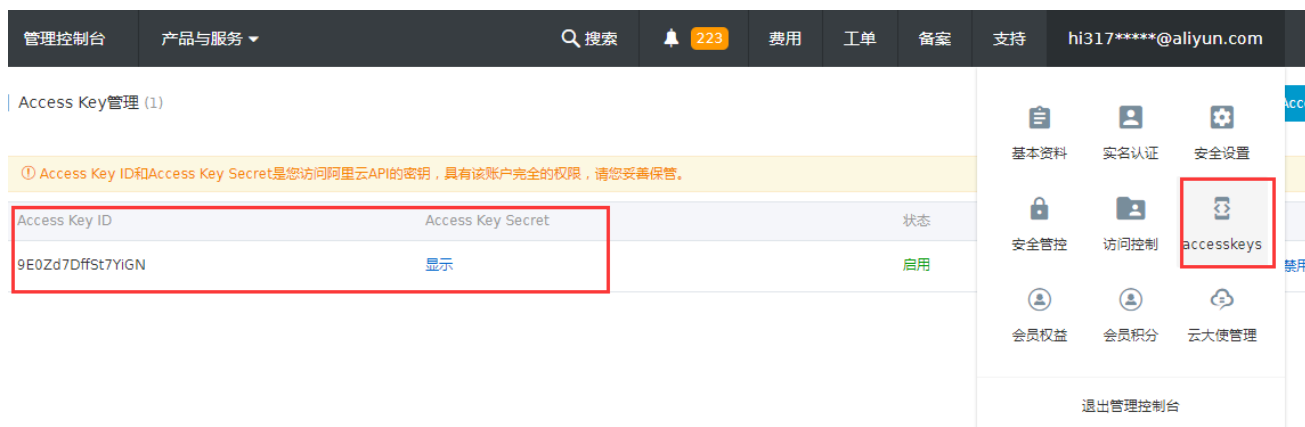 管理控制台 产品与服务 搜索 223 费用 工单 备案 支持 hi317*****@aliyun.com
Access Key管理 (1)
基本资料 实名认证 安全设置
Access Key ID和Access Key Secret是您访问阿里云API的密钥，具有该账户完全的权限，请您妥善保管。
Access Key ID Access Key Secret 状态
安全管控 访问控制 accesskeys
9E0Zd7DffSt7YiGN 显示 启用 禁用
会员权益 会员积分 云大使管理
退出管理控制台